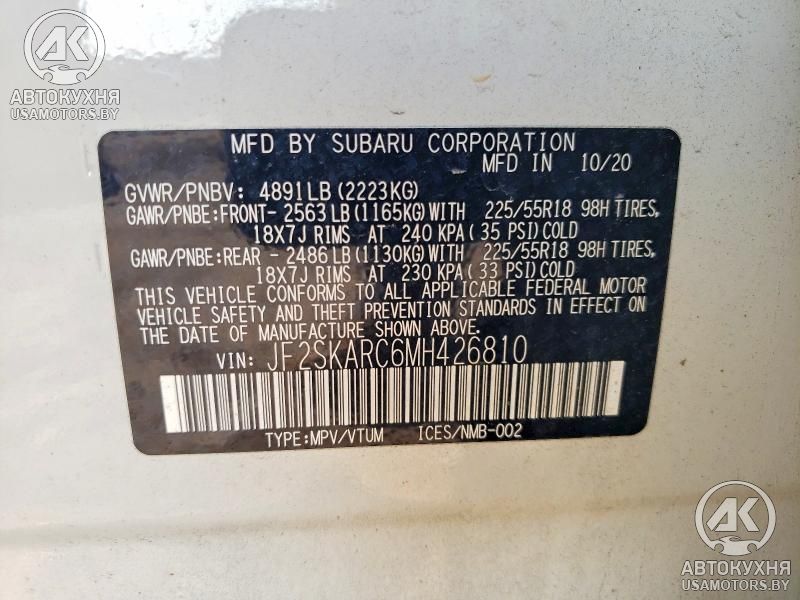 AK
АВТОКУХНЯ
USAMOTORS.BY
MFD BY SUBARU CORPORATION
MFD IN 10/20
GVWR/PNBV: 4891LB (2223KG)
GAWR/PNBE:FRONT- 2563 LB (1165KG) WITH 225/55R18 98H TIRES,
18X7J RIMS AT 240 KPA (35 PSI) COLD
GAWR/PNBE: REAR - 2486 LB (1130KG) WITH 225/55R18 98H TIRES,
18X7J RIMS AT 230 KPA (33 PSI) COLD
THIS VEHICLE CONFORMS TO ALL APPLICABLE FEDERAL MOTOR
VEHICLE SAFETY AND THEFT PREVENTION STANDARDS IN EFFECT ON
THE DATE OF MANUFACTURE SHOWN ABOVE.
VIN: JF2SKARC6MH426810
TYPE:MPV/VTUM ICES/NMB-002
AK
АВТОКУХНЯ
USAMOTORS.BY